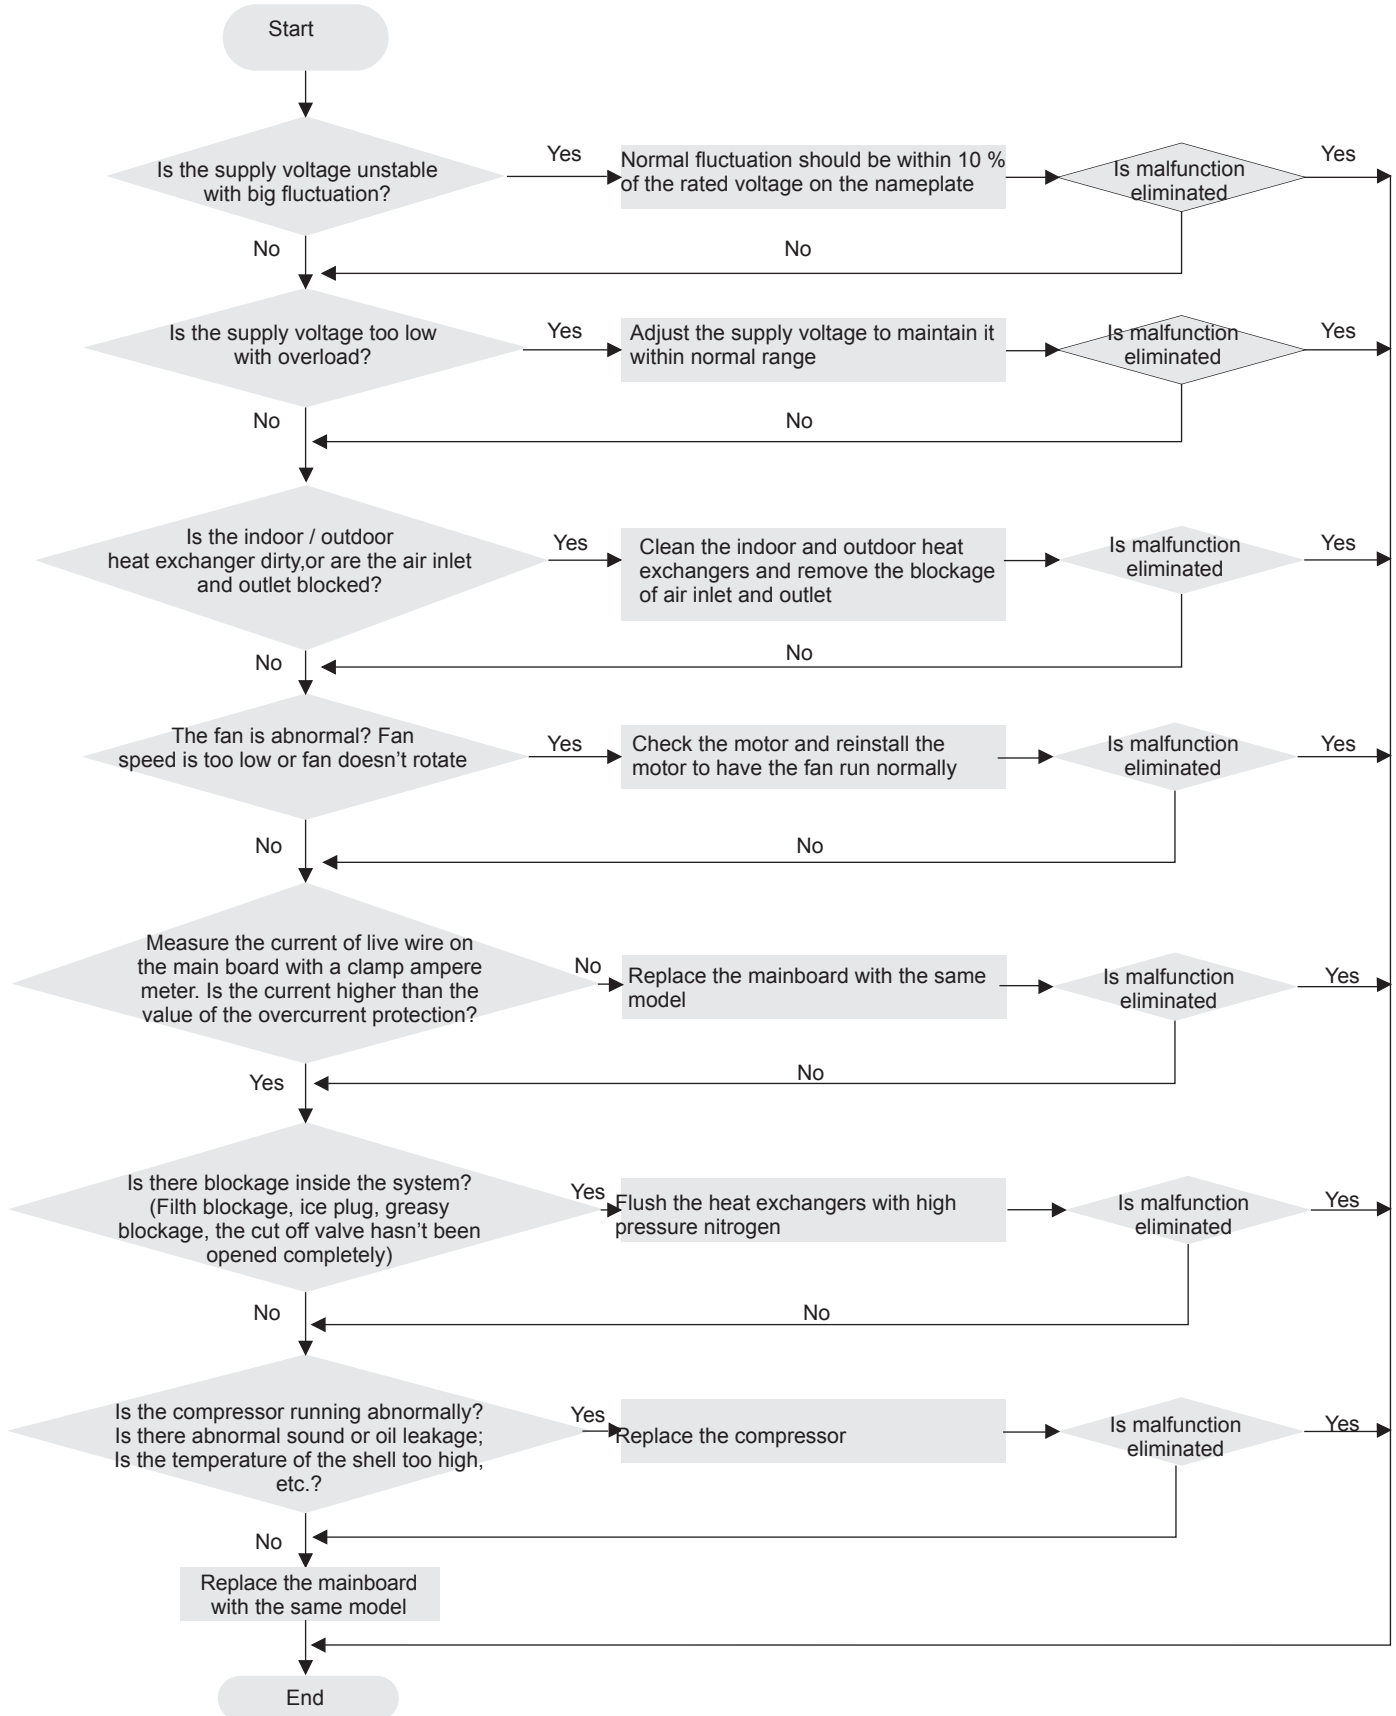 Start
Is the supply voltage unstable
with big fluctuation?
Yes
Normal fluctuation should be within 10 %
of the rated voltage on the nameplate
Is malfunction
eliminated
Yes
No
No
Is the supply voltage too low
with overload?
Yes
Adjust the supply voltage to maintain it
within normal range
Is malfunction
eliminated
Yes
No
No
Is the indoor / outdoor
heat exchanger dirty,or are the air inlet
and outlet blocked?
Yes
Clean the indoor and outdoor heat
exchangers and remove the blockage
of air inlet and outlet
Is malfunction
eliminated
Yes
No
No
The fan is abnormal? Fan
speed is too low or fan doesn't rotate
Yes
Check the motor and reinstall the
motor to have the fan run normally
Is malfunction
eliminated
Yes
No
No
Measure the current of live wire on
the main board with a clamp ampere
meter. Is the current higher than the
value of the overcurrent protection?
No
Replace the mainboard with the same
model
Is malfunction
eliminated
Yes
Yes
No
Is there blockage inside the system?
(Filth blockage, ice plug, greasy
blockage, the cut off valve hasn't been
opened completely)
Yes
Flush the heat exchangers with high
pressure nitrogen
Is malfunction
eliminated
Yes
No
No
Is the compressor running abnormally?
Is there abnormal sound or oil leakage;
Is the temperature of the shell too high,
etc.?
Yes
Replace the compressor
Is malfunction
eliminated
Yes
No
Replace the mainboard
with the same model
End